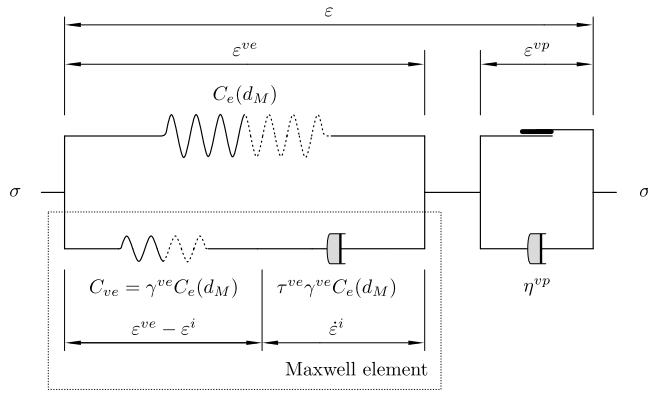 ε
ε^{ve} ε^{vp}
C_e(d_M)
σ σ
C_{ve} = γ^{ve}C_e(d_M) τ^{ve}γ^{ve}C_e(d_M) η^{vp}
ε^{ve} − ε^i ε̇^i
Maxwell element